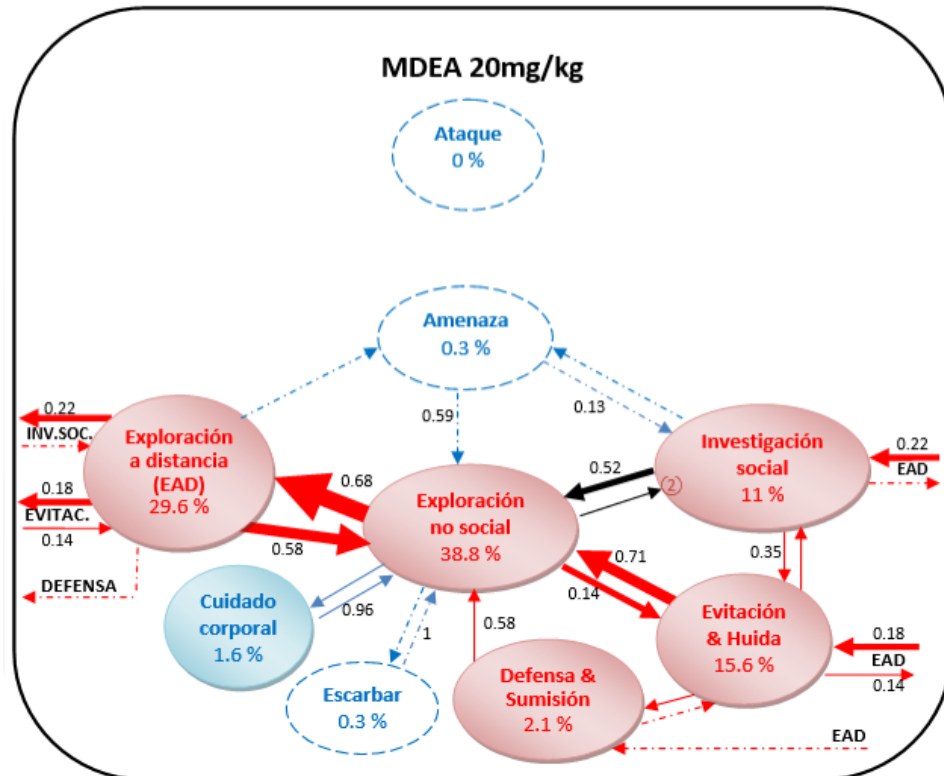 MDEA 20mg/kg
Ataque
0 %
Amenaza
0.3 %
0.59
0.13
0.22
INV.SOC.
0.18
EVITAC.
0.14
DEFENSA
Exploración
a distancia
(EAD)
29.6 %
0.68
0.58
Exploración
no social
38.8 %
0.52
②
Investigación
social
11 %
0.22
EAD
0.35
0.71
0.14
Evitación
& Huida
15.6 %
0.18
EAD
0.14
Cuidado
corporal
1.6 %
0.96
1
0.58
Escarbar
0.3 %
Defensa &
Sumisión
2.1 %
EAD